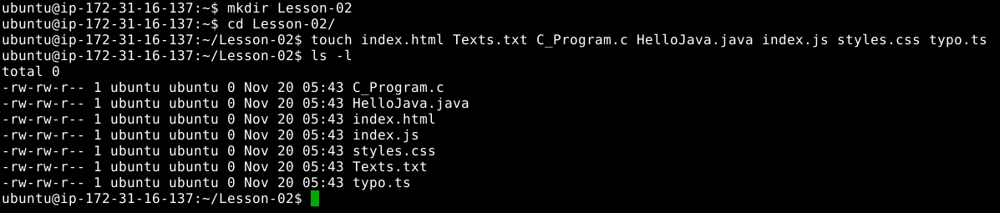 ubuntu@ip-172-31-16-137:~$ mkdir Lesson-02
ubuntu@ip-172-31-16-137:~$ cd Lesson-02/
ubuntu@ip-172-31-16-137:~/Lesson-02$ touch index.html Texts.txt C_Program.c HelloJava.java index.js styles.css typo.ts
ubuntu@ip-172-31-16-137:~/Lesson-02$ ls -l
total 0
-rw-rw-r-- 1 ubuntu ubuntu 0 Nov 20 05:43 C_Program.c
-rw-rw-r-- 1 ubuntu ubuntu 0 Nov 20 05:43 HelloJava.java
-rw-rw-r-- 1 ubuntu ubuntu 0 Nov 20 05:43 index.html
-rw-rw-r-- 1 ubuntu ubuntu 0 Nov 20 05:43 index.js
-rw-rw-r-- 1 ubuntu ubuntu 0 Nov 20 05:43 styles.css
-rw-rw-r-- 1 ubuntu ubuntu 0 Nov 20 05:43 Texts.txt
-rw-rw-r-- 1 ubuntu ubuntu 0 Nov 20 05:43 typo.ts
ubuntu@ip-172-31-16-137:~/Lesson-02$